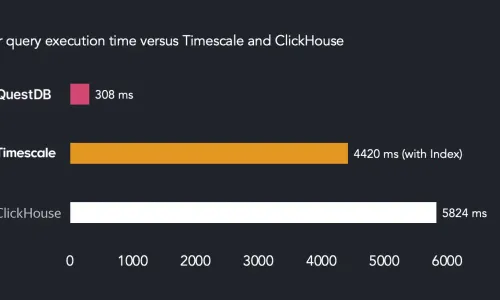 r query execution time versus Timescale and ClickHouse
QuestDB 308 ms
Timescale 4420 ms (with Index)
ClickHouse 5824 ms
0 1000 2000 3000 4000 5000 6000